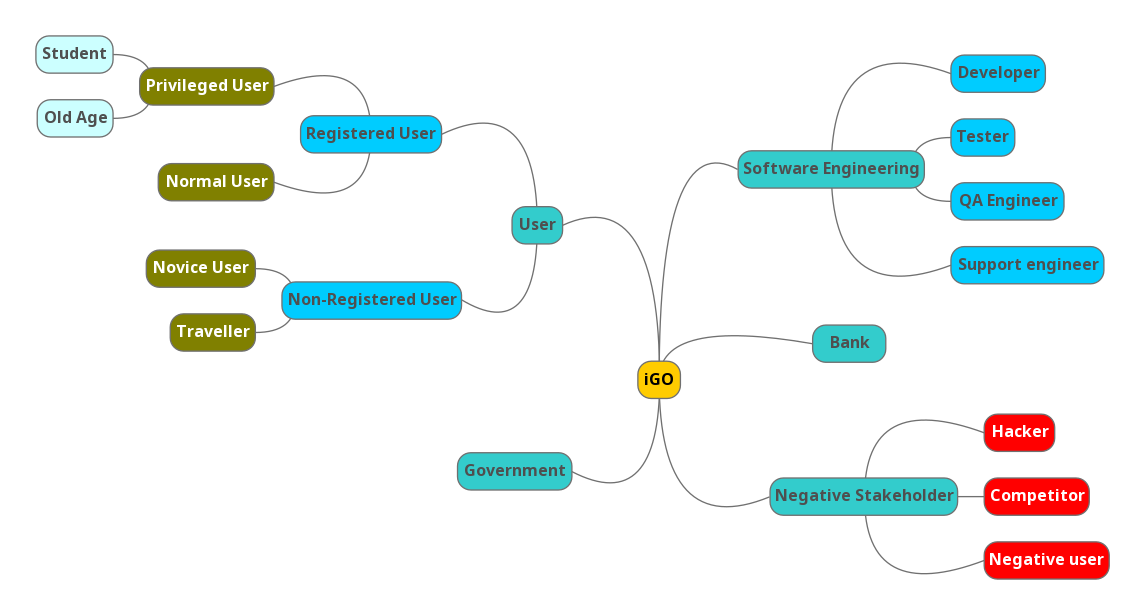 Student
Privileged User
Old Age
Registered User
Normal User
User
Novice User
Non-Registered User
Traveller
Government
iGO
Software Engineering
Developer
Tester
QA Engineer
Support engineer
Bank
Negative Stakeholder
Hacker
Competitor
Negative user